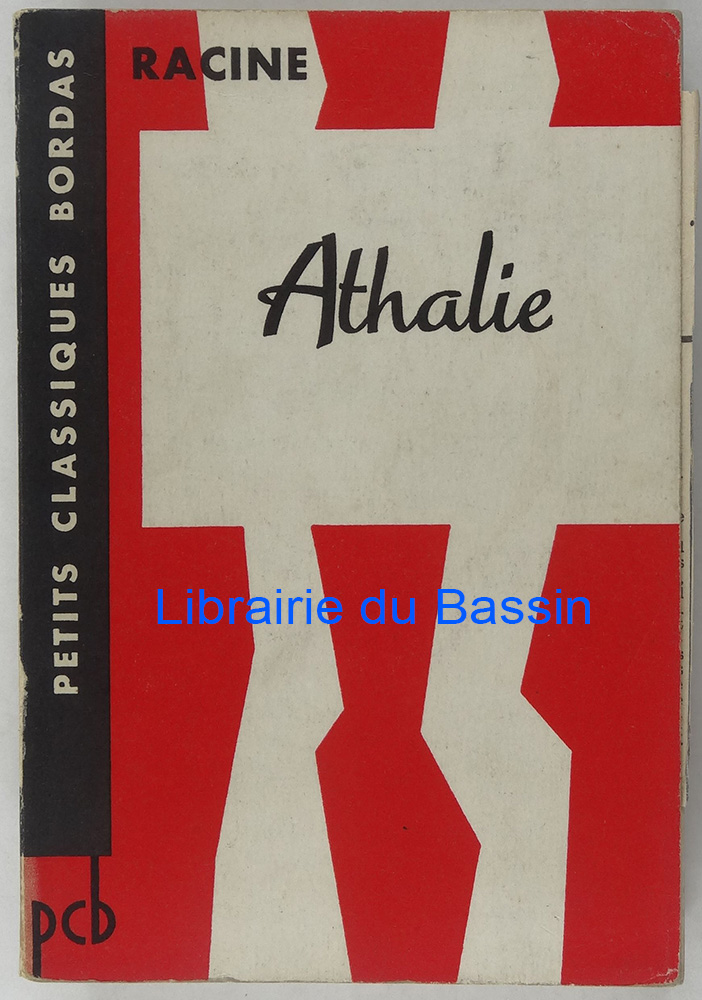 RACINE
Athalie
PETITS CLASSIQUES BORDAS
Librairie du Bassin
pcb